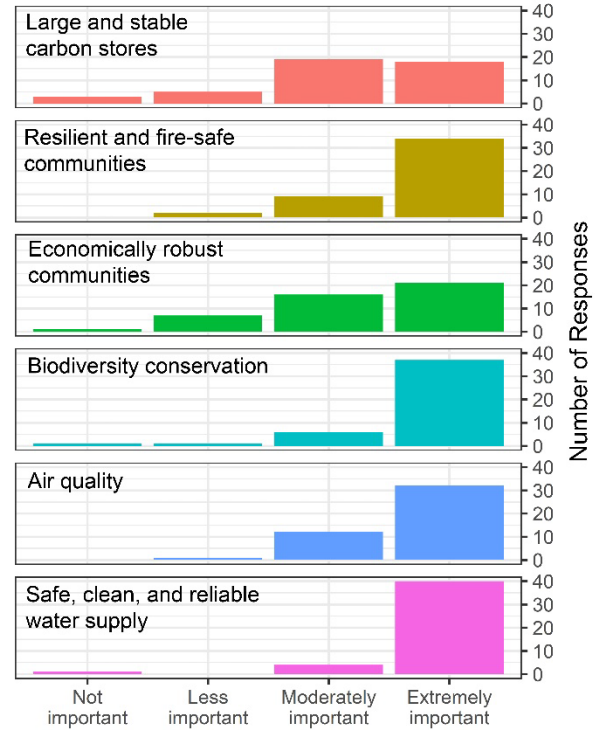 Large and stable
carbon stores
40
30
20
10
0
Resilient and fire-safe
communities
40
30
20
10
0
Economically robust
communities
40
30
20
10
0
Biodiversity conservation
40
30
20
10
0
Air quality
40
30
20
10
0
Safe, clean, and reliable
water supply
40
30
20
10
0
Number of Responses
Not
important
Less
important
Moderately
important
Extremely
important